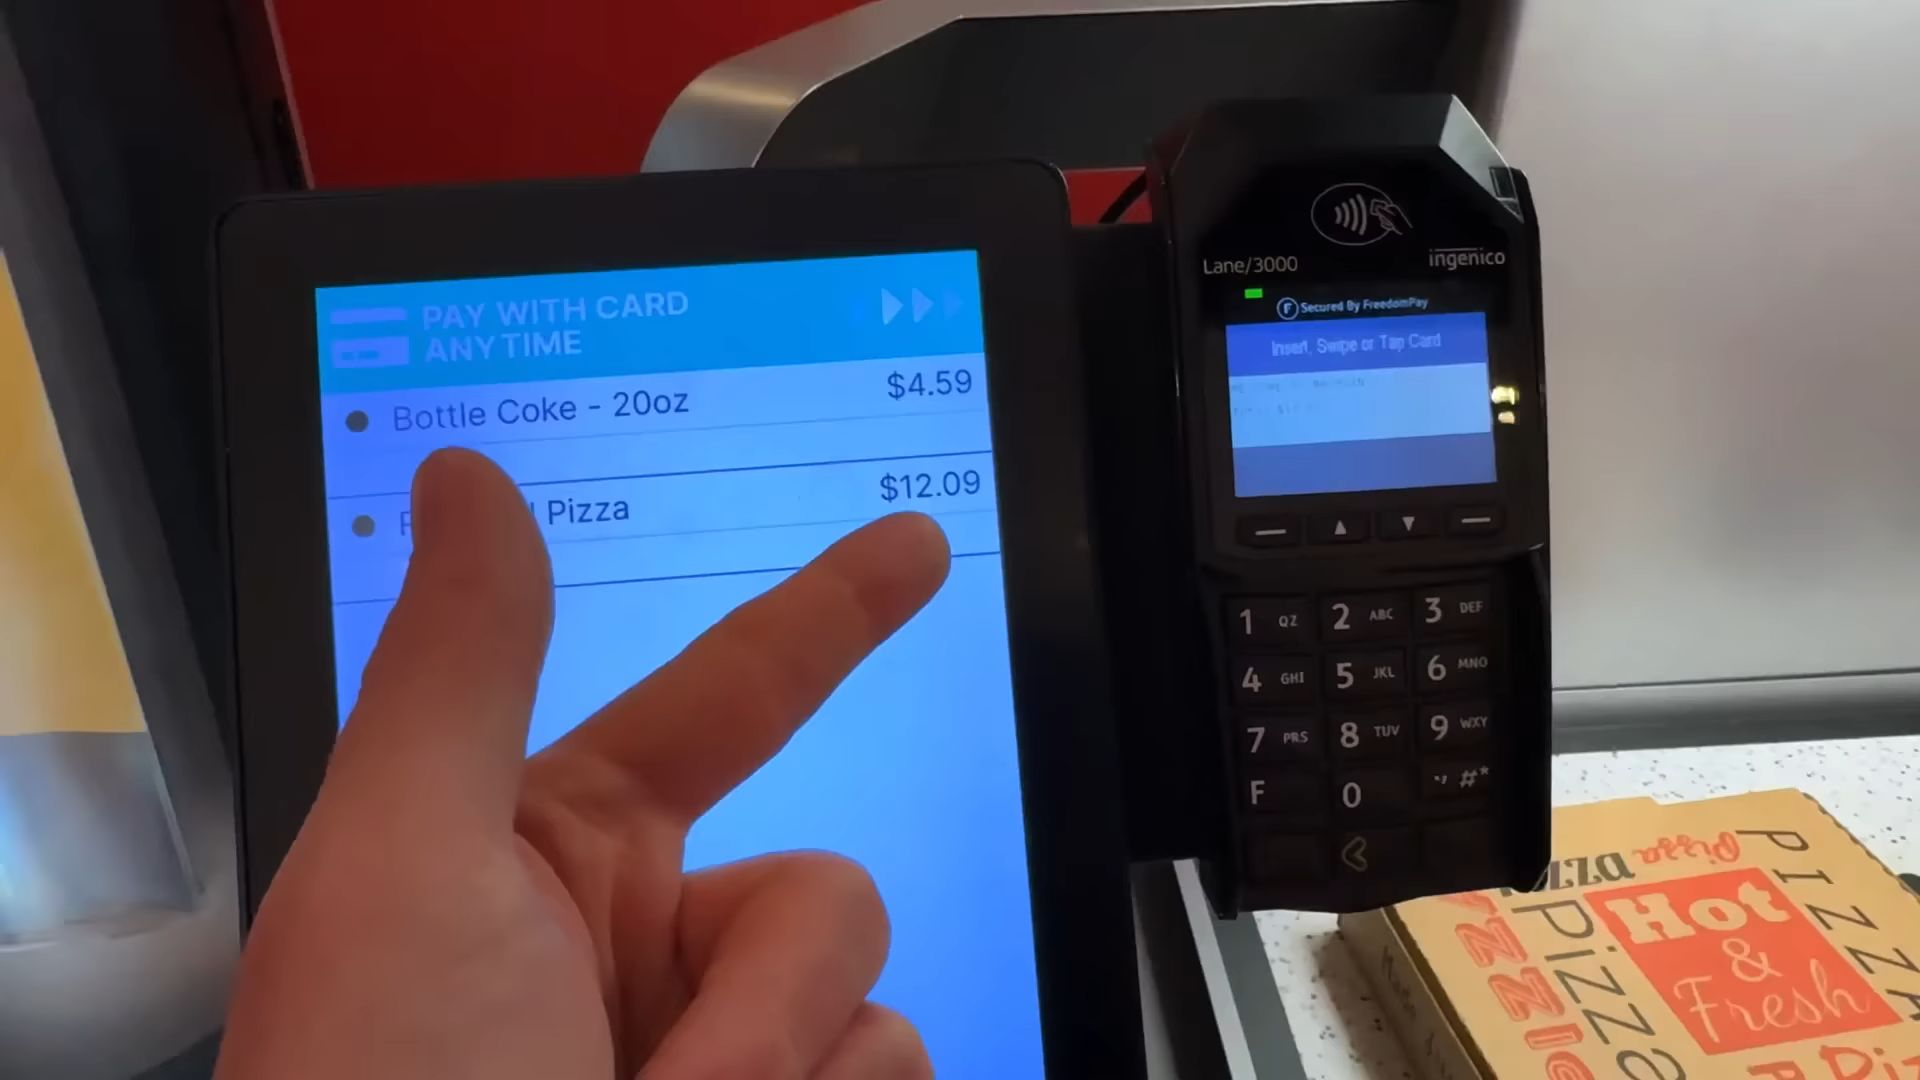 PAY WITH CARD
ANYTIME
Bottle Coke - 20oz $4.59
Pizza $12.09
Lane/3000
ingenico
F Secured By FreedomPay
Insert, Swipe or Tap Card
1 QZ 2 ABC 3 DEF
4 GHI 5 JKL 6 MNO
7 PRS 8 TUV 9 WXY
F 0 ., #*
Pizza
PIZZA
Pizza
Hot
&
Fresh